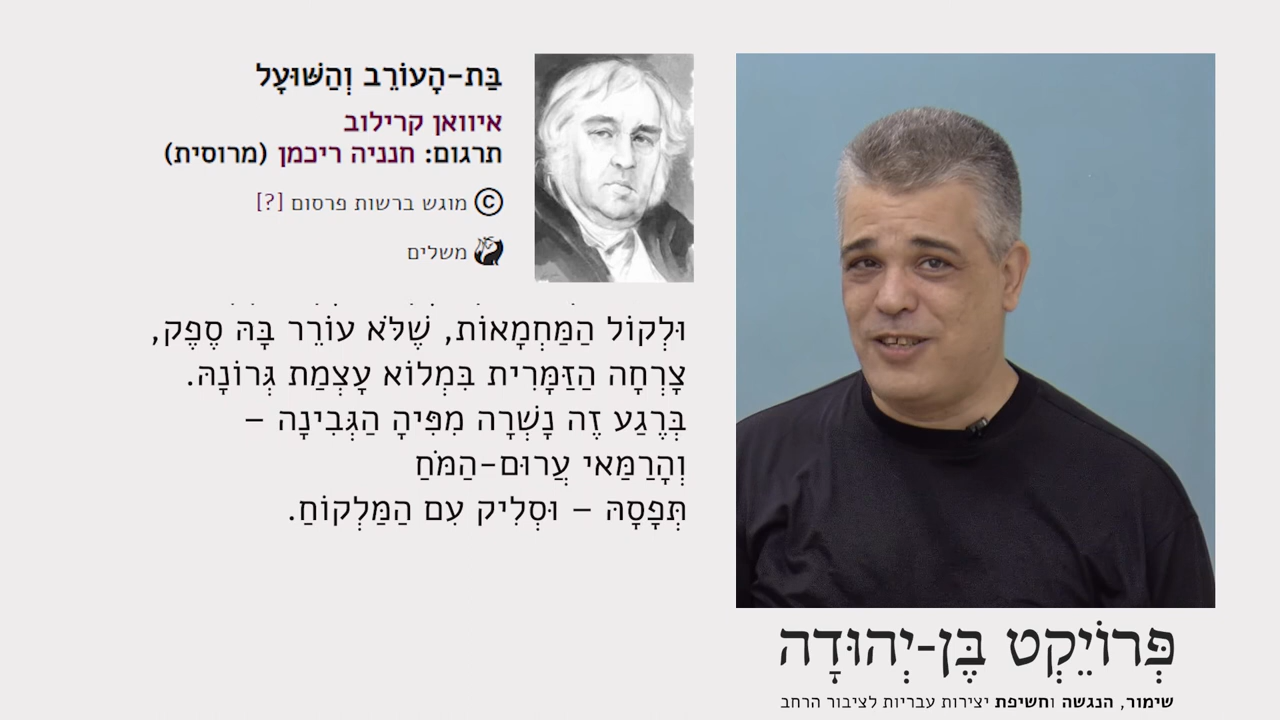 בַּת-הָעוֹרֵב וְהַשּׁוּעָל
איוואן קרילוב
תרגום: חנניה ריכמן (מרוסית)
© מוגש ברשות פרסום [?]
משלים
וּלְקוֹל הַמַּחְמָאוֹת, שֶׁלֹּא עוֹרֵר בָּהּ סָפֶק,
צָרְחָה הַזַּמָּרִית בִּמְלוֹא עָצְמַת גְּרוֹנָהּ.
בְּרֶגַע זֶה נָשְׁרָה מִפִּיהָ הַגְּבִינָה –
וְהָרַמַּאי עֲרוּם-הַמֹּחַ
תְּפָסָהּ – וּסְלִיק עִם הַמַּלְקוֹחַ.
פְּרוֹיֵקְט בֶּן-יְהוּדָה
שימור, הנגשה וחשיפת יצירות עבריות לציבור הרחב